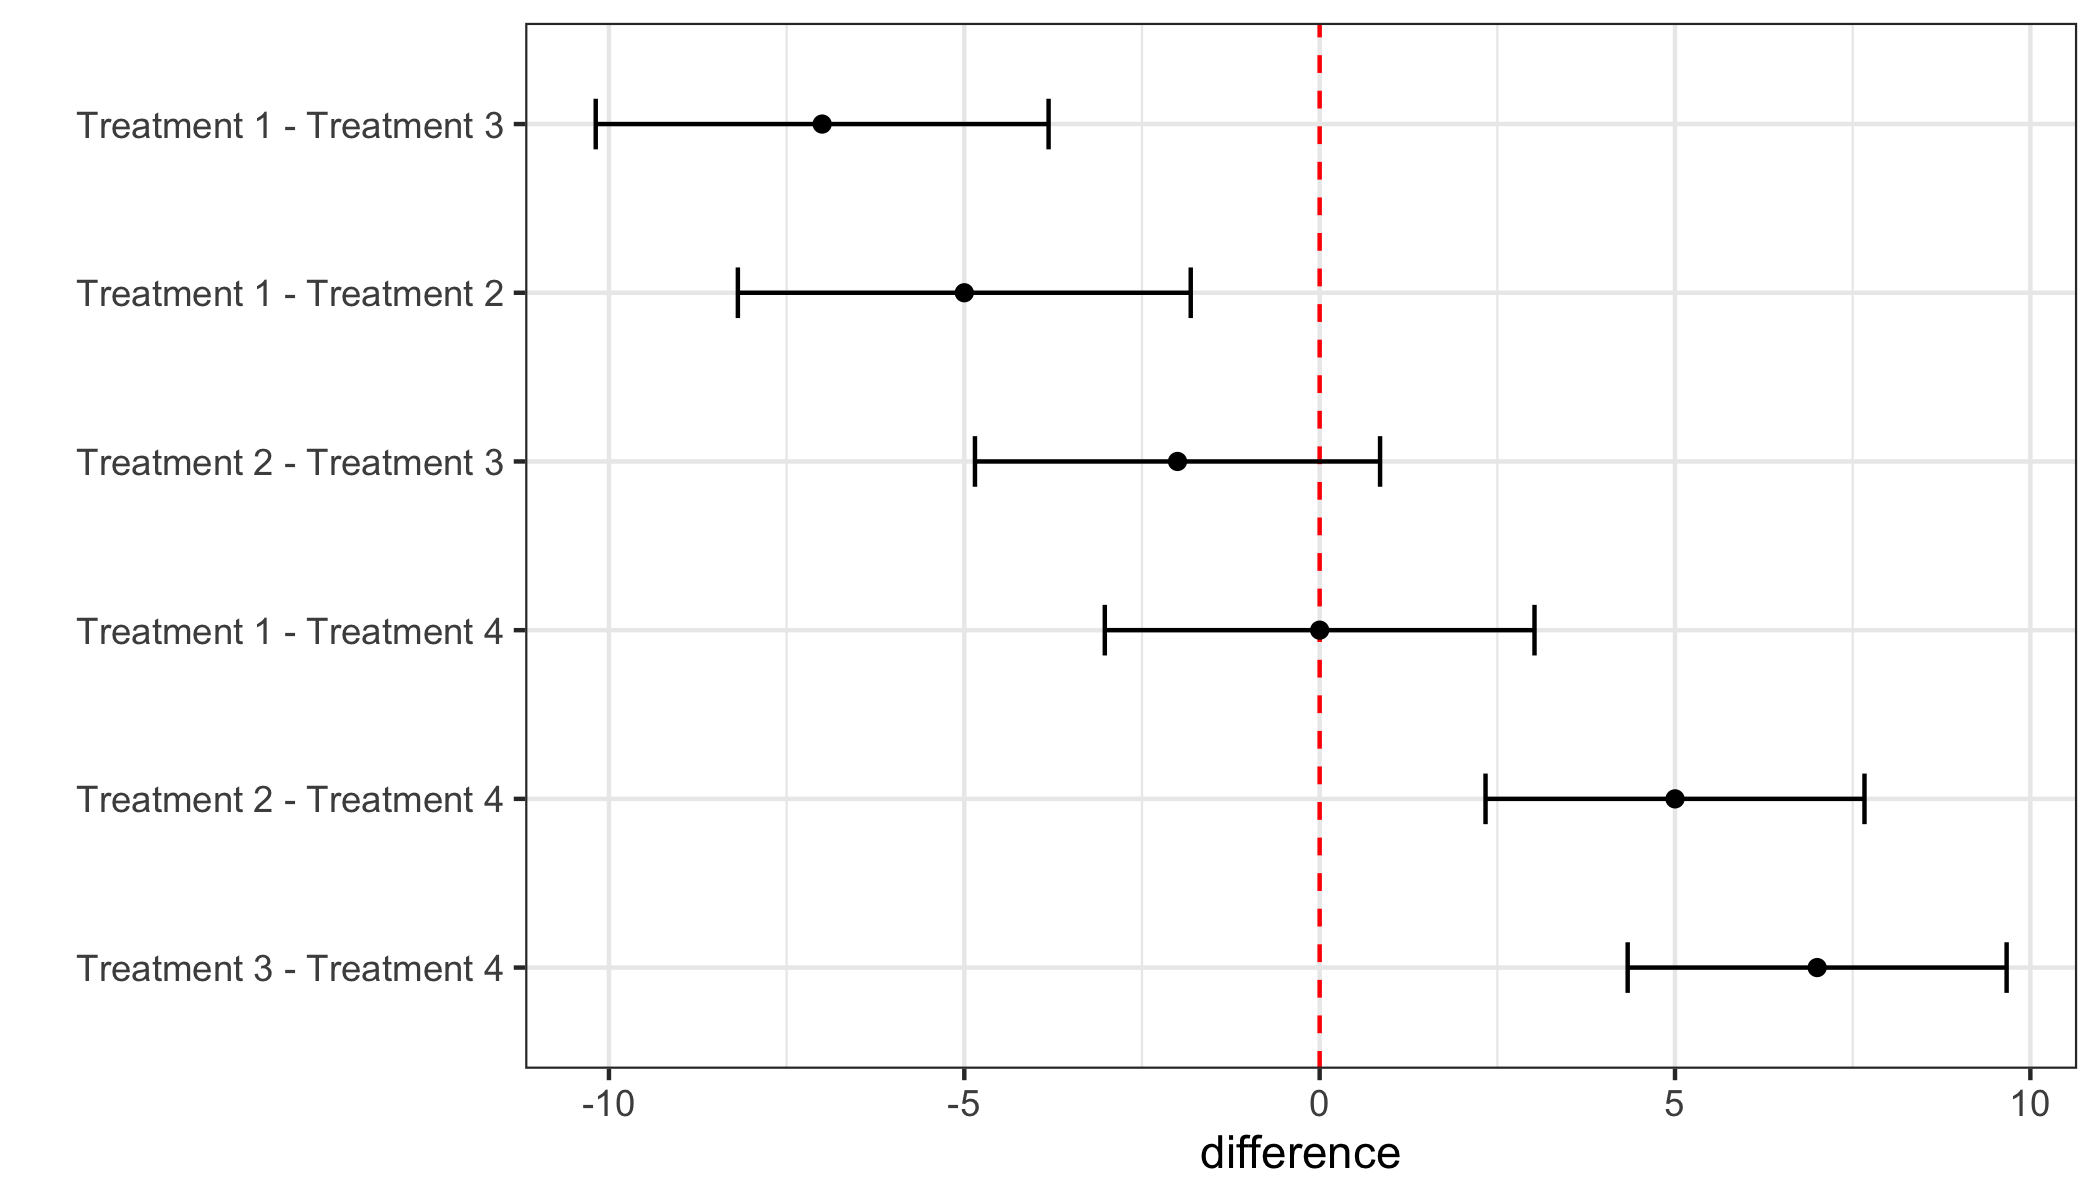 Treatment 1 - Treatment 3
Treatment 1 - Treatment 2
Treatment 2 - Treatment 3
Treatment 1 - Treatment 4
Treatment 2 - Treatment 4
Treatment 3 - Treatment 4
-10 -5 0 5 10
difference